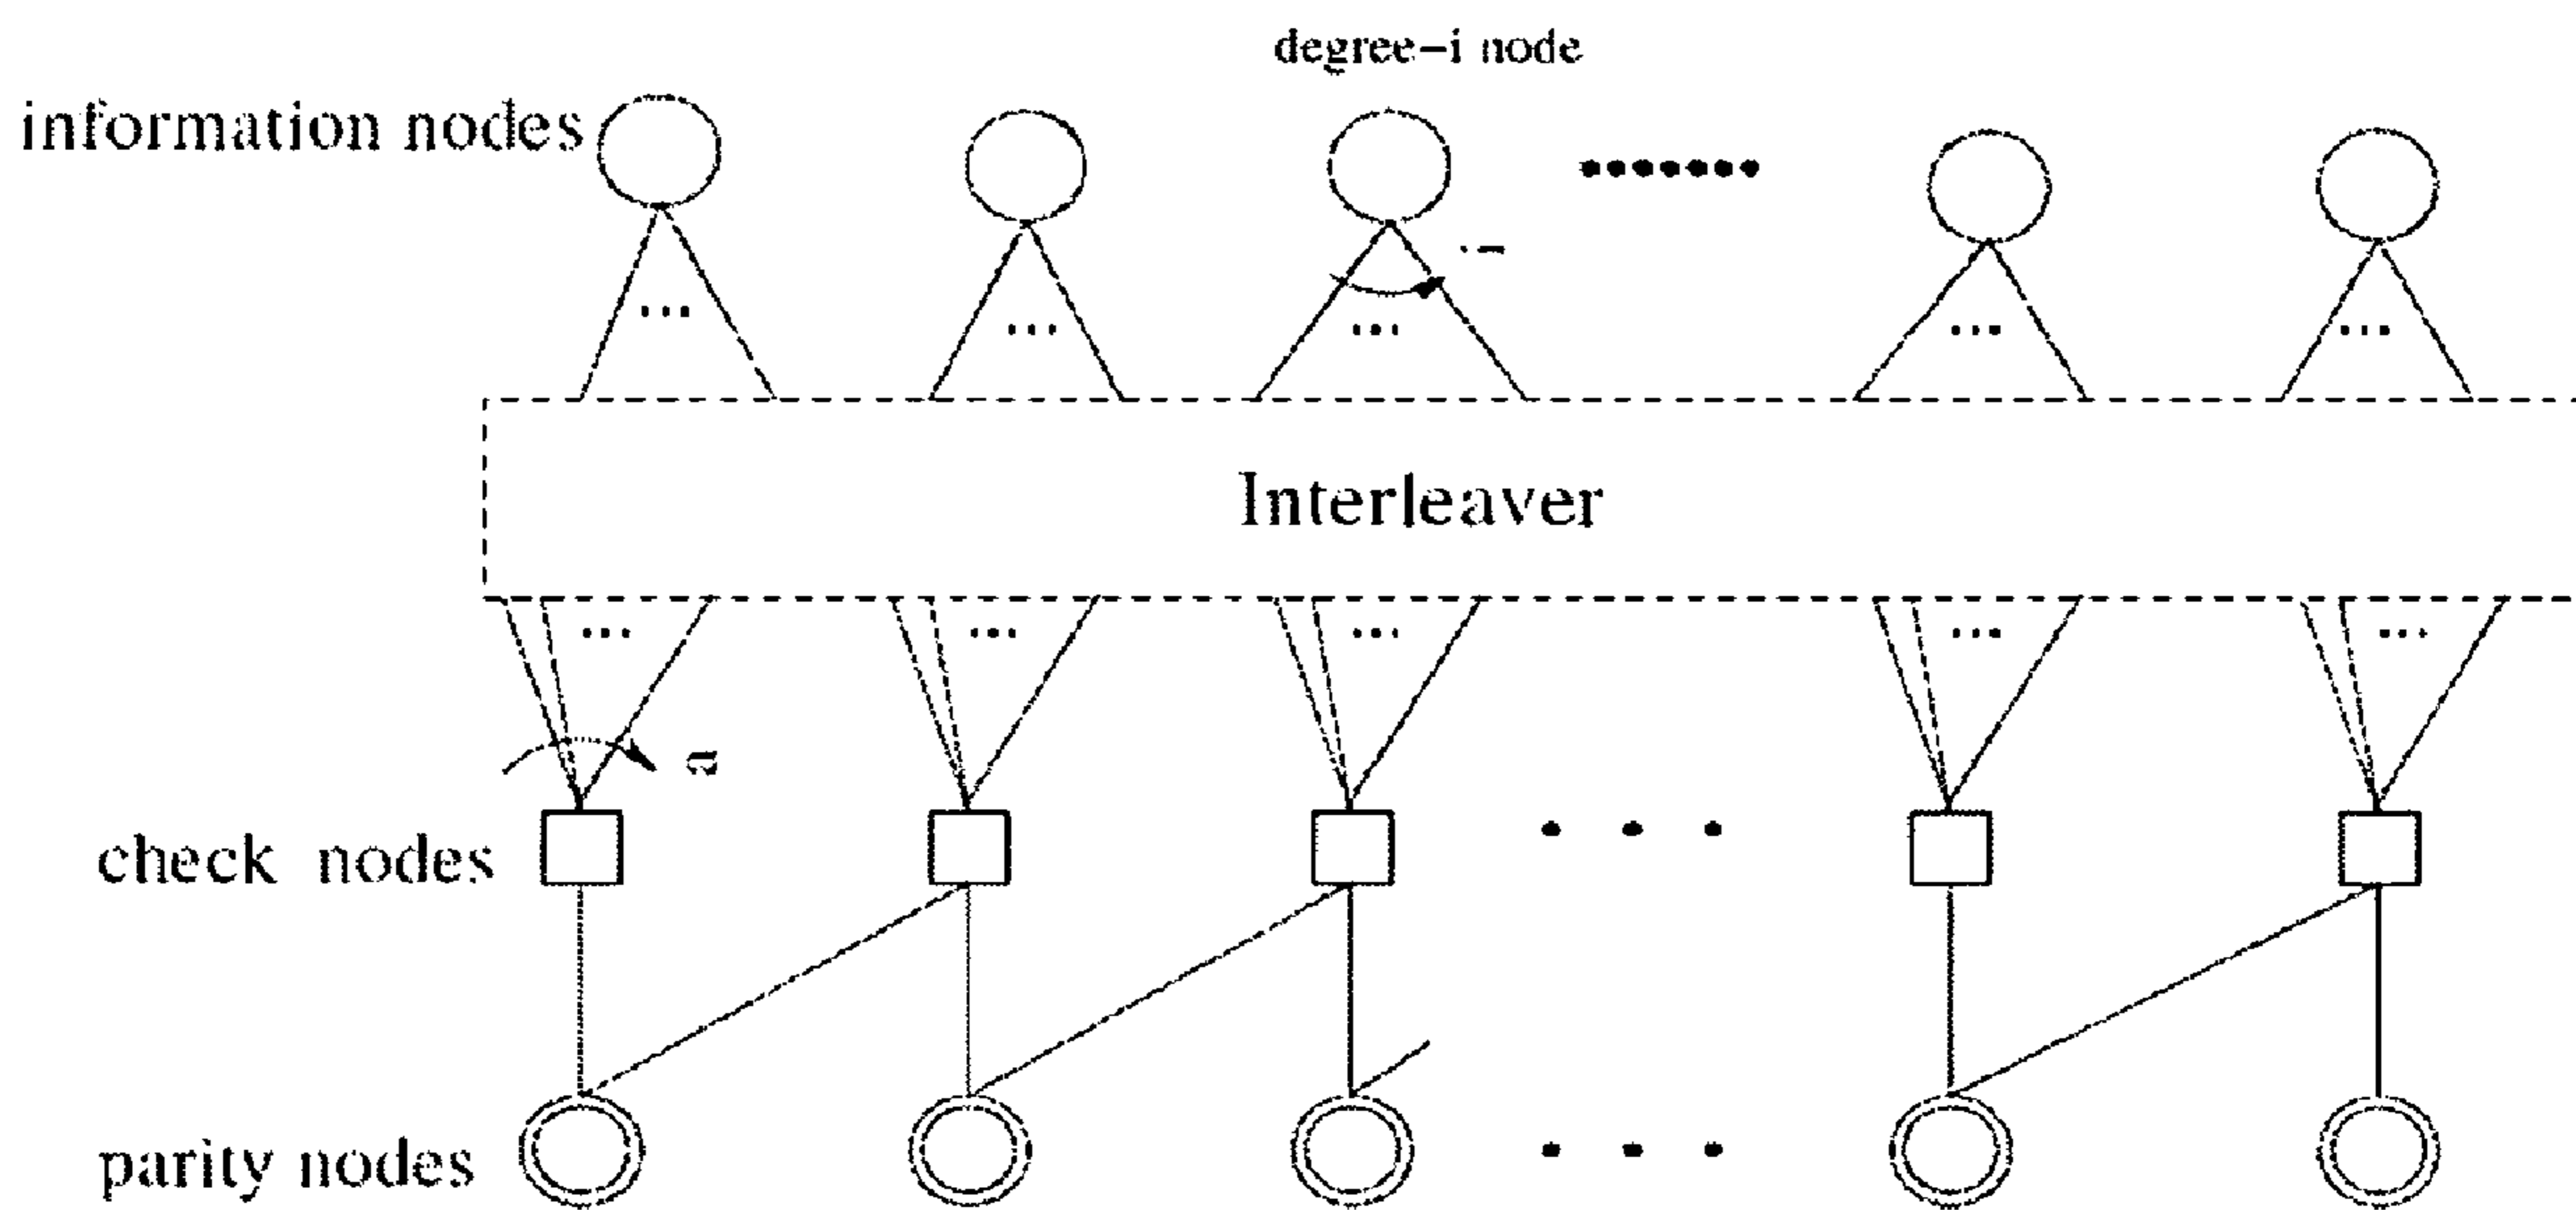 degree-i node
information nodes
i
Interleaver
a
check nodes
parity nodes